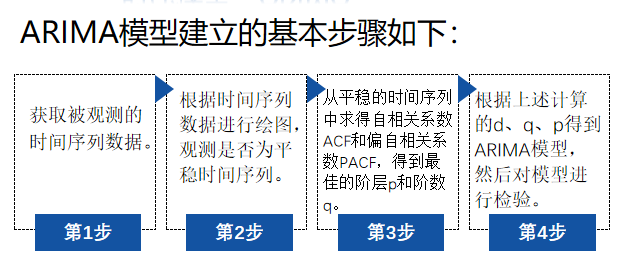 ARIMA模型建立的基本步骤如下：
获取被观测的
时间序列数据。
第1步
根据时间序列
数据进行绘图，
观测是否为平
稳时间序列。
第2步
从平稳的时间序列
中求得自相关系数
ACF和偏自相关系
数PACF，得到最
佳的阶层p和阶数
q。
第3步
根据上述计算
的d、q、p得到
ARIMA模型，
然后对模型进
行检验。
第4步